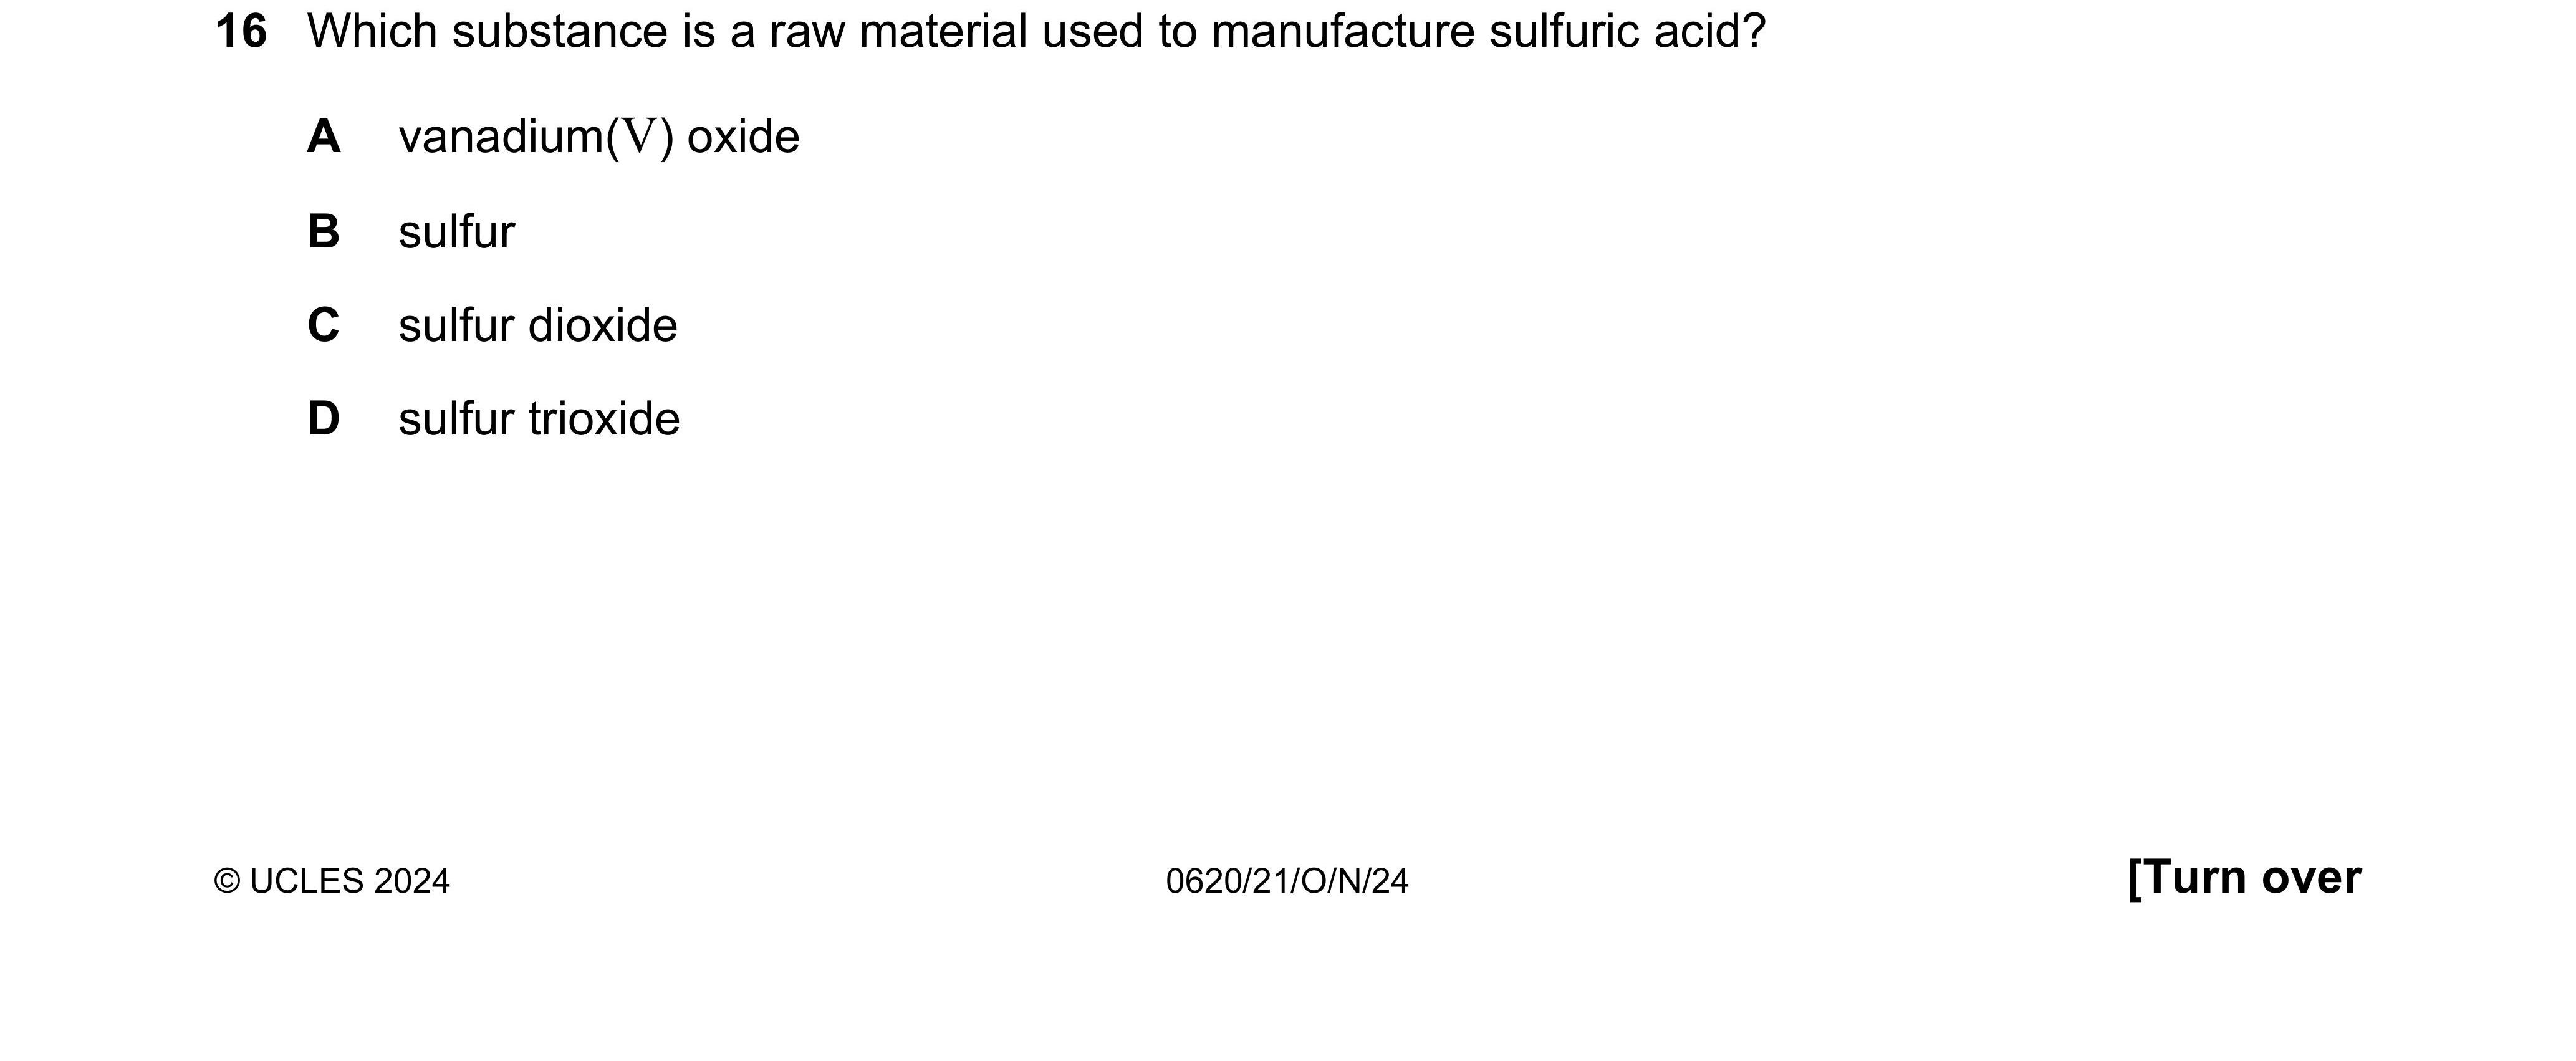 16 Which substance is a raw material used to manufacture sulfuric acid?
A vanadium(V) oxide
B sulfur
C sulfur dioxide
D sulfur trioxide
© UCLES 2024 0620/21/O/N/24 [Turn over